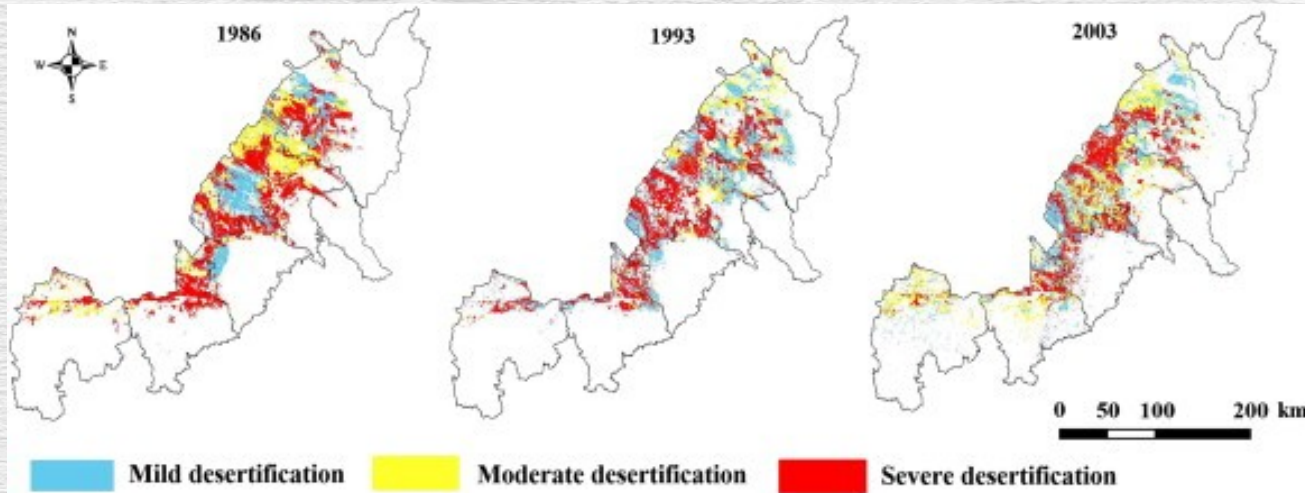 1986
1993
2003
N
W E
S
0 50 100 200 km
Mild desertification
Moderate desertification
Severe desertification